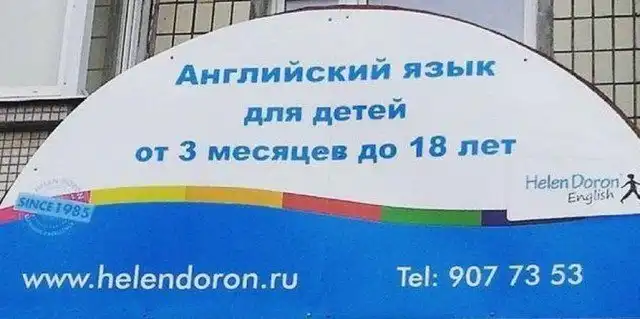 Английский язык
для детей
от 3 месяцев до 18 лет
Helen Doron
English
SINCE 1985
www.helendoron.ru
Tel: 907 73 53